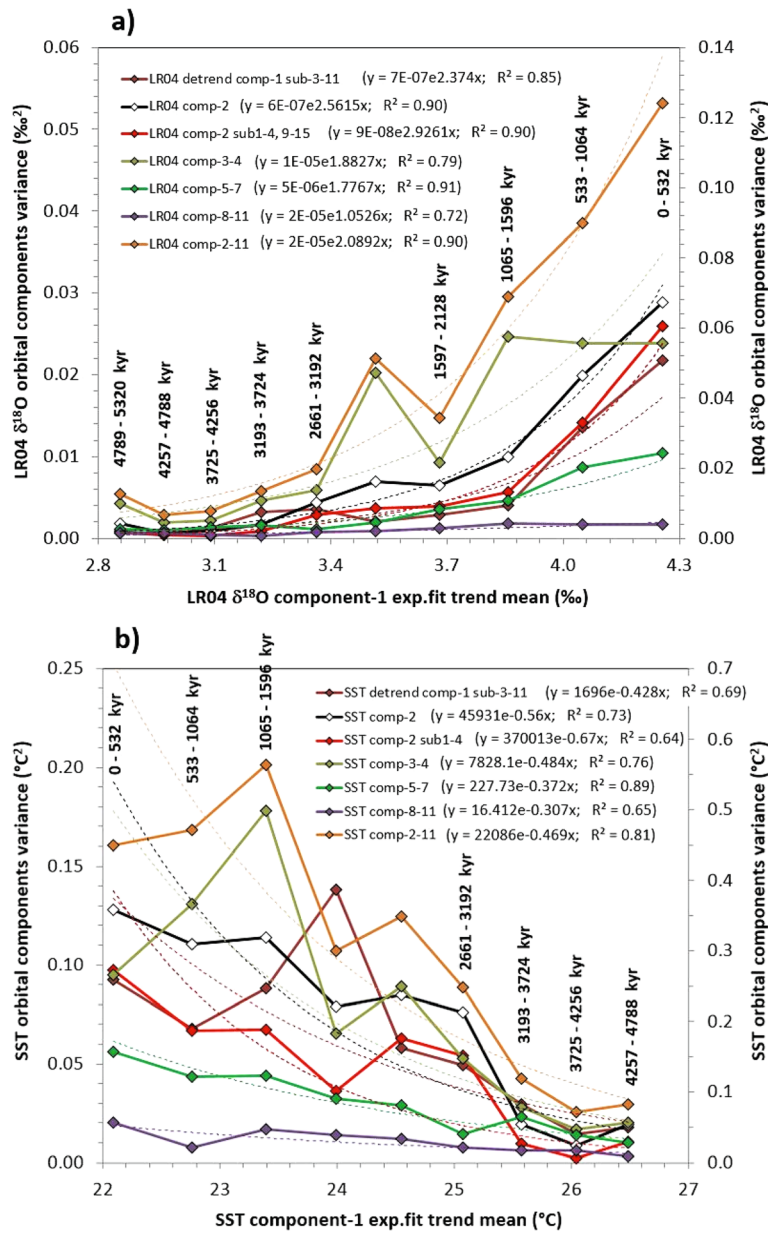 a)
0.06
0.05
0.04
0.03
0.02
0.01
0.00
LR04 δ18O orbital components variance (‰²)
0.14
0.12
0.10
0.08
0.06
0.04
0.02
0.00
LR04 δ18O orbital components variance (‰²)
LR04 detrend comp-1 sub-3-11 (y = 7E-07e2.374x; R² = 0.85)
LR04 comp-2 (y = 6E-07e2.5615x; R² = 0.90)
LR04 comp-2 sub1-4, 9-15 (y = 9E-08e2.9261x; R² = 0.90)
LR04 comp-3-4 (y = 1E-05e1.8827x; R² = 0.79)
LR04 comp-5-7 (y = 5E-06e1.7767x; R² = 0.91)
LR04 comp-8-11 (y = 2E-05e1.0526x; R² = 0.72)
LR04 comp-2-11 (y = 2E-05e2.0892x; R² = 0.90)
4789 - 5320 kyr
4257 - 4788 kyr
3725 - 4256 kyr
3193 - 3724 kyr
2661 - 3192 kyr
1597 - 2128 kyr
1065 - 1596 kyr
533 - 1064 kyr
0 - 532 kyr
2.8 3.1 3.4 3.7 4.0 4.3
LR04 δ18O component-1 exp.fit trend mean (‰)
b)
0.25
0.20
0.15
0.10
0.05
0.00
SST orbital components variance (°C²)
0.7
0.6
0.5
0.4
0.3
0.2
0.1
0.0
SST orbital components variance (°C²)
SST detrend comp-1 sub-3-11 (y = 1696e-0.428x; R² = 0.69)
SST comp-2 (y = 45931e-0.56x; R² = 0.73)
SST comp-2 sub1-4 (y = 370013e-0.67x; R² = 0.64)
SST comp-3-4 (y = 7828.1e-0.484x; R² = 0.76)
SST comp-5-7 (y = 227.73e-0.372x; R² = 0.89)
SST comp-8-11 (y = 16.412e-0.307x; R² = 0.65)
SST comp-2-11 (y = 22086e-0.469x; R² = 0.81)
0 - 532 kyr
533 - 1064 kyr
1065 - 1596 kyr
2661 - 3192 kyr
3193 - 3724 kyr
3725 - 4256 kyr
4257 - 4788 kyr
22 23 24 25 26 27
SST component-1 exp.fit trend mean (°C)